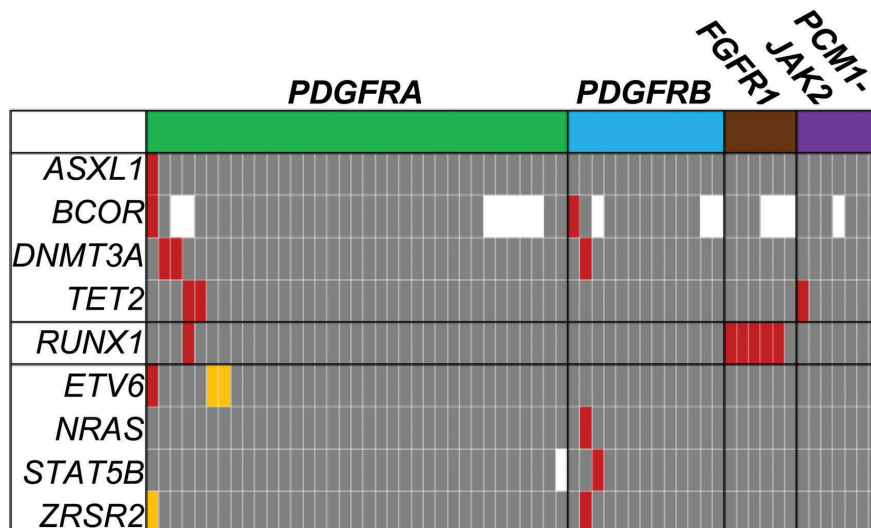 PDGFRA
PDGFRB
FGFR1
PCM1-
JAK2
ASXL1
BCOR
DNMT3A
TET2
RUNX1
ETV6
NRAS
STAT5B
ZRSR2